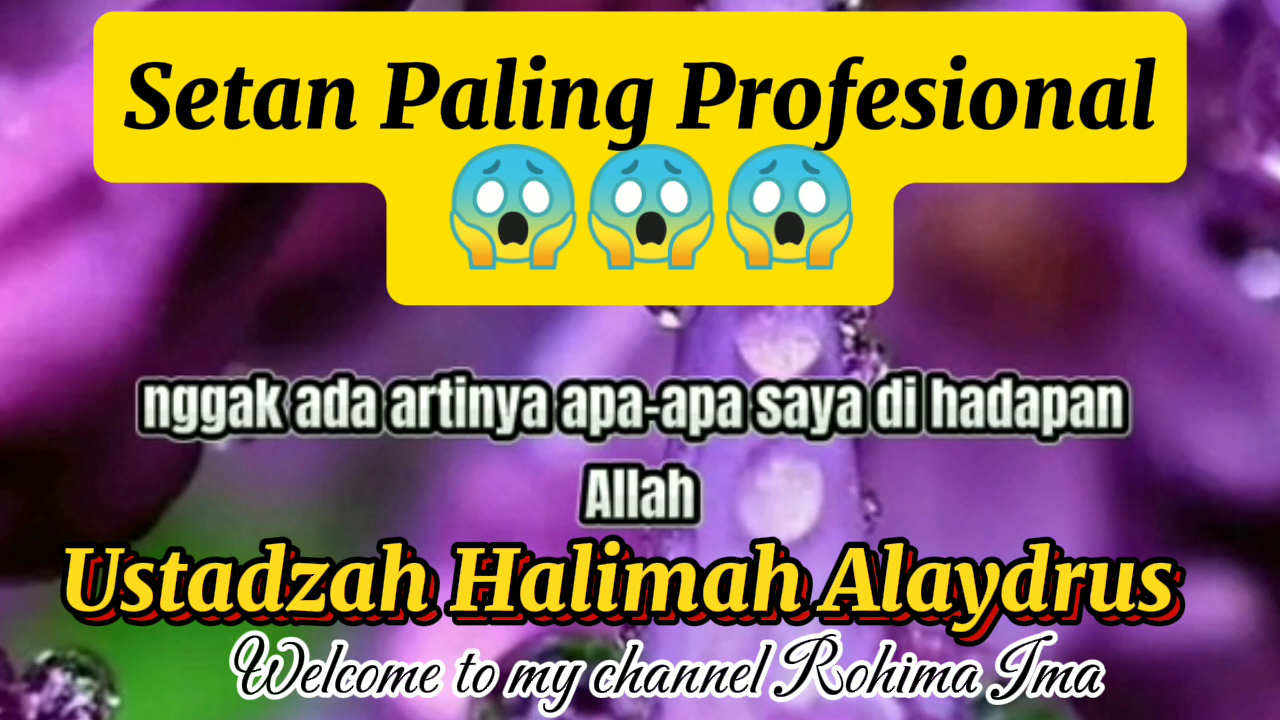 Setan Paling Profesional
😱😱😱
nggak ada artinya apa-apa saya di hadapan
Allah
Ustadzah Halimah Alaydrus
Welcome to my channel Rohima Ima